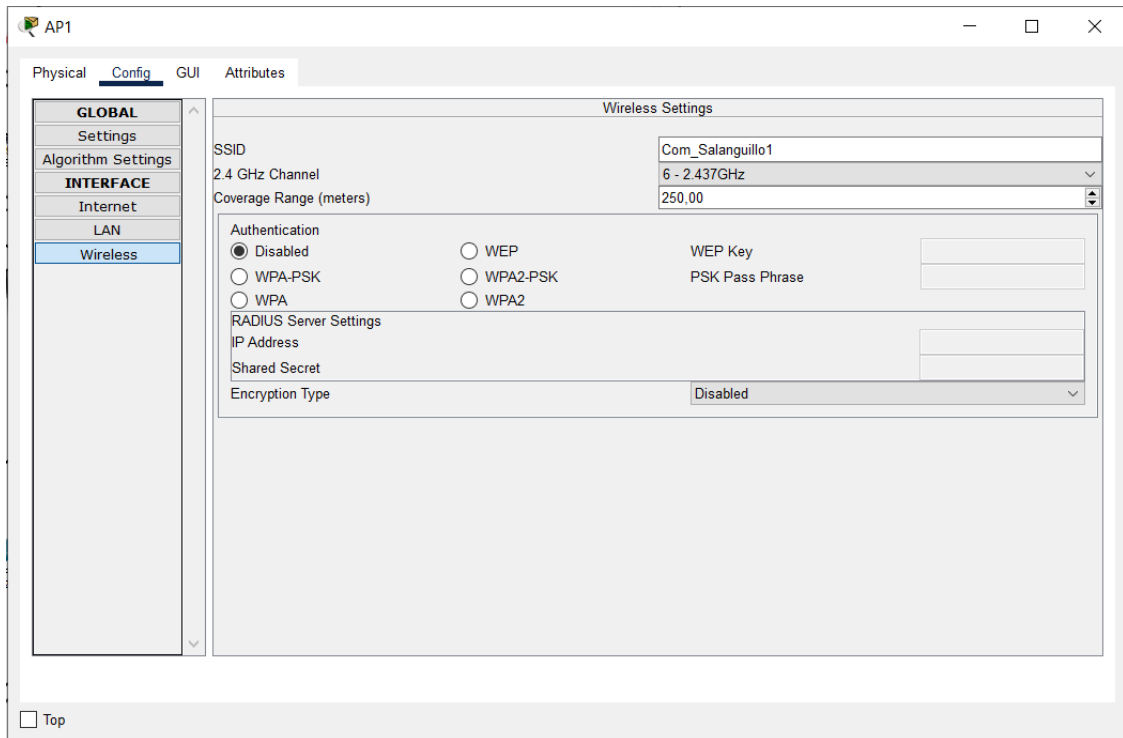 AP1
Physical Config GUI Attributes
GLOBAL
Settings
Algorithm Settings
INTERFACE
Internet
LAN
Wireless
Wireless Settings
SSID Com_Salanguillo1
2.4 GHz Channel 6 - 2.437GHz
Coverage Range (meters) 250,00
Authentication
Disabled WEP WEP Key
WPA-PSK WPA2-PSK PSK Pass Phrase
WPA WPA2
RADIUS Server Settings
IP Address
Shared Secret
Encryption Type Disabled
Top